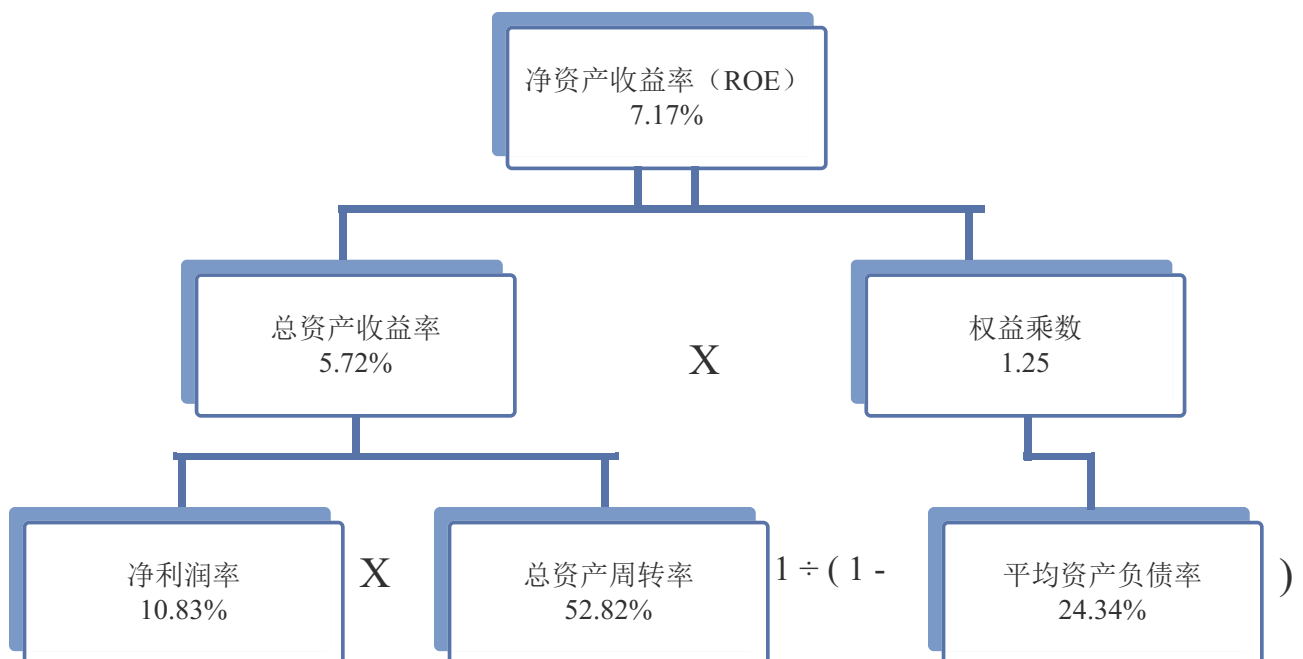 净资产收益率（ROE）
7.17%
总资产收益率
5.72%
X
权益乘数
1.25
净利润率
10.83%
X
总资产周转率
52.82%
1 ÷ ( 1 -
平均资产负债率
24.34%
)